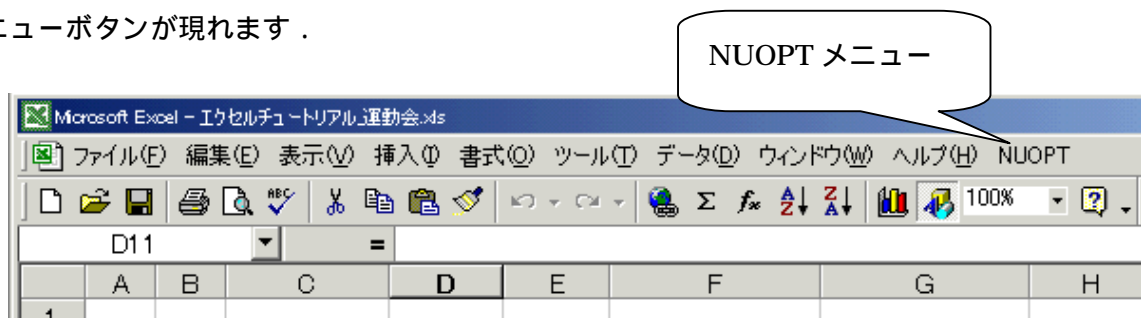 ニューボタンが現れます．
NUOPT メニュー
Microsoft Excel - エクセルチュートリアル_運動会.xls
ファイル(F) 編集(E) 表示(V) 挿入(I) 書式(O) ツール(T) データ(D) ウィンドウ(W) ヘルプ(H) NUOPT
ABC Σ fx A Z Z A 100% ?
D11 =
A B C D E F G H
1